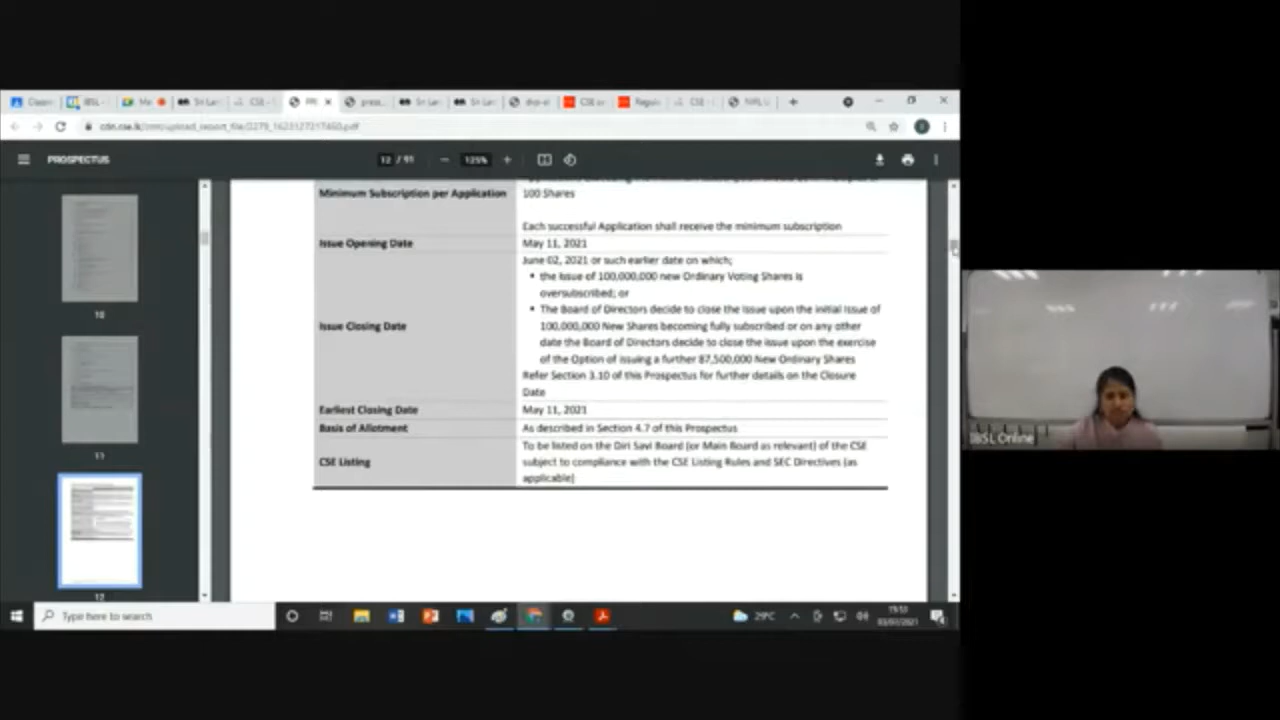 cdn.cse.lk/cmt/upload_report_file/
PROSPECTUS
12 / 91
125%
Minimum Subscription per Application
100 Shares
Each successful Application shall receive the minimum subscription
Issue Opening Date
May 11, 2021
Issue Closing Date
June 02, 2021 or such earlier date on which;
• the Issue of 100,000,000 new Ordinary Voting Shares is
oversubscribed; or
• The Board of Directors decide to close the Issue upon the initial Issue of
100,000,000 New Shares becoming fully subscribed or on any other
date the Board of Directors decide to close the issue upon the exercise
of the Option of issuing a further 87,500,000 New Ordinary Shares
Refer Section 3.10 of this Prospectus for further details on the Closure
Date
Earliest Closing Date
May 11, 2021
Basis of Allotment
As described in Section 4.7 of this Prospectus
CSE Listing
To be listed on the Diri Savi Board (or Main Board as relevant) of the CSE
subject to compliance with the CSE Listing Rules and SEC Directives (as
applicable)
10
11
12
IBSL Online
Type here to search
29°C
03/07/2021